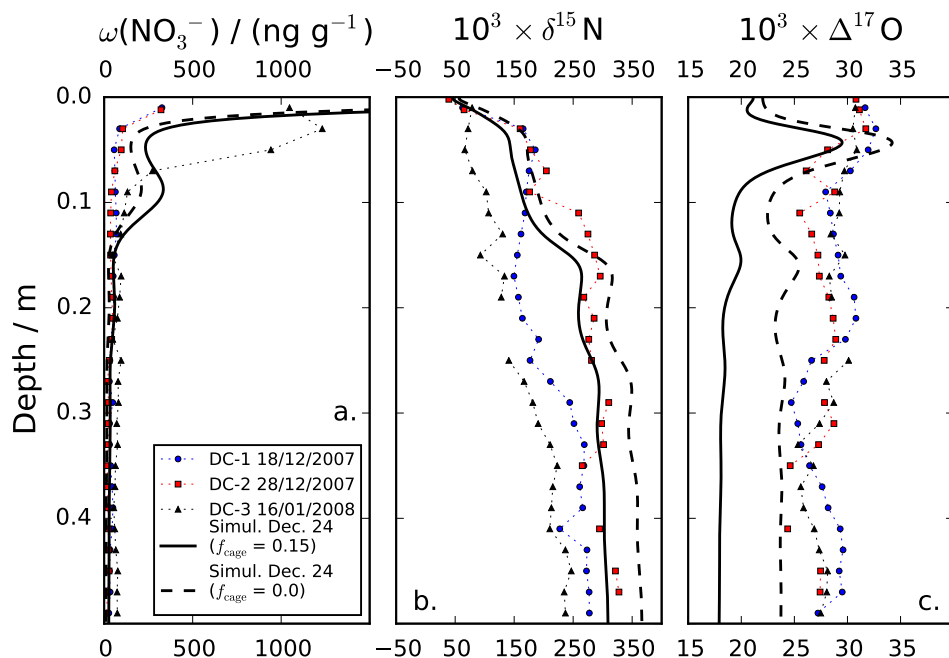 ω(NO₃⁻) / (ng g⁻¹)
10³ × δ¹⁵N
10³ × Δ¹⁷O
0 500 1000
−50 50 150 250 350
15 20 25 30 35
0.0
0.1
0.2
0.3
0.4
Depth / m
a.
b.
c.
DC-1 18/12/2007
DC-2 28/12/2007
DC-3 16/01/2008
Simul. Dec. 24
(f_cage = 0.15)
Simul. Dec. 24
(f_cage = 0.0)
0 500 1000
−50 50 150 250 350
15 20 25 30 35